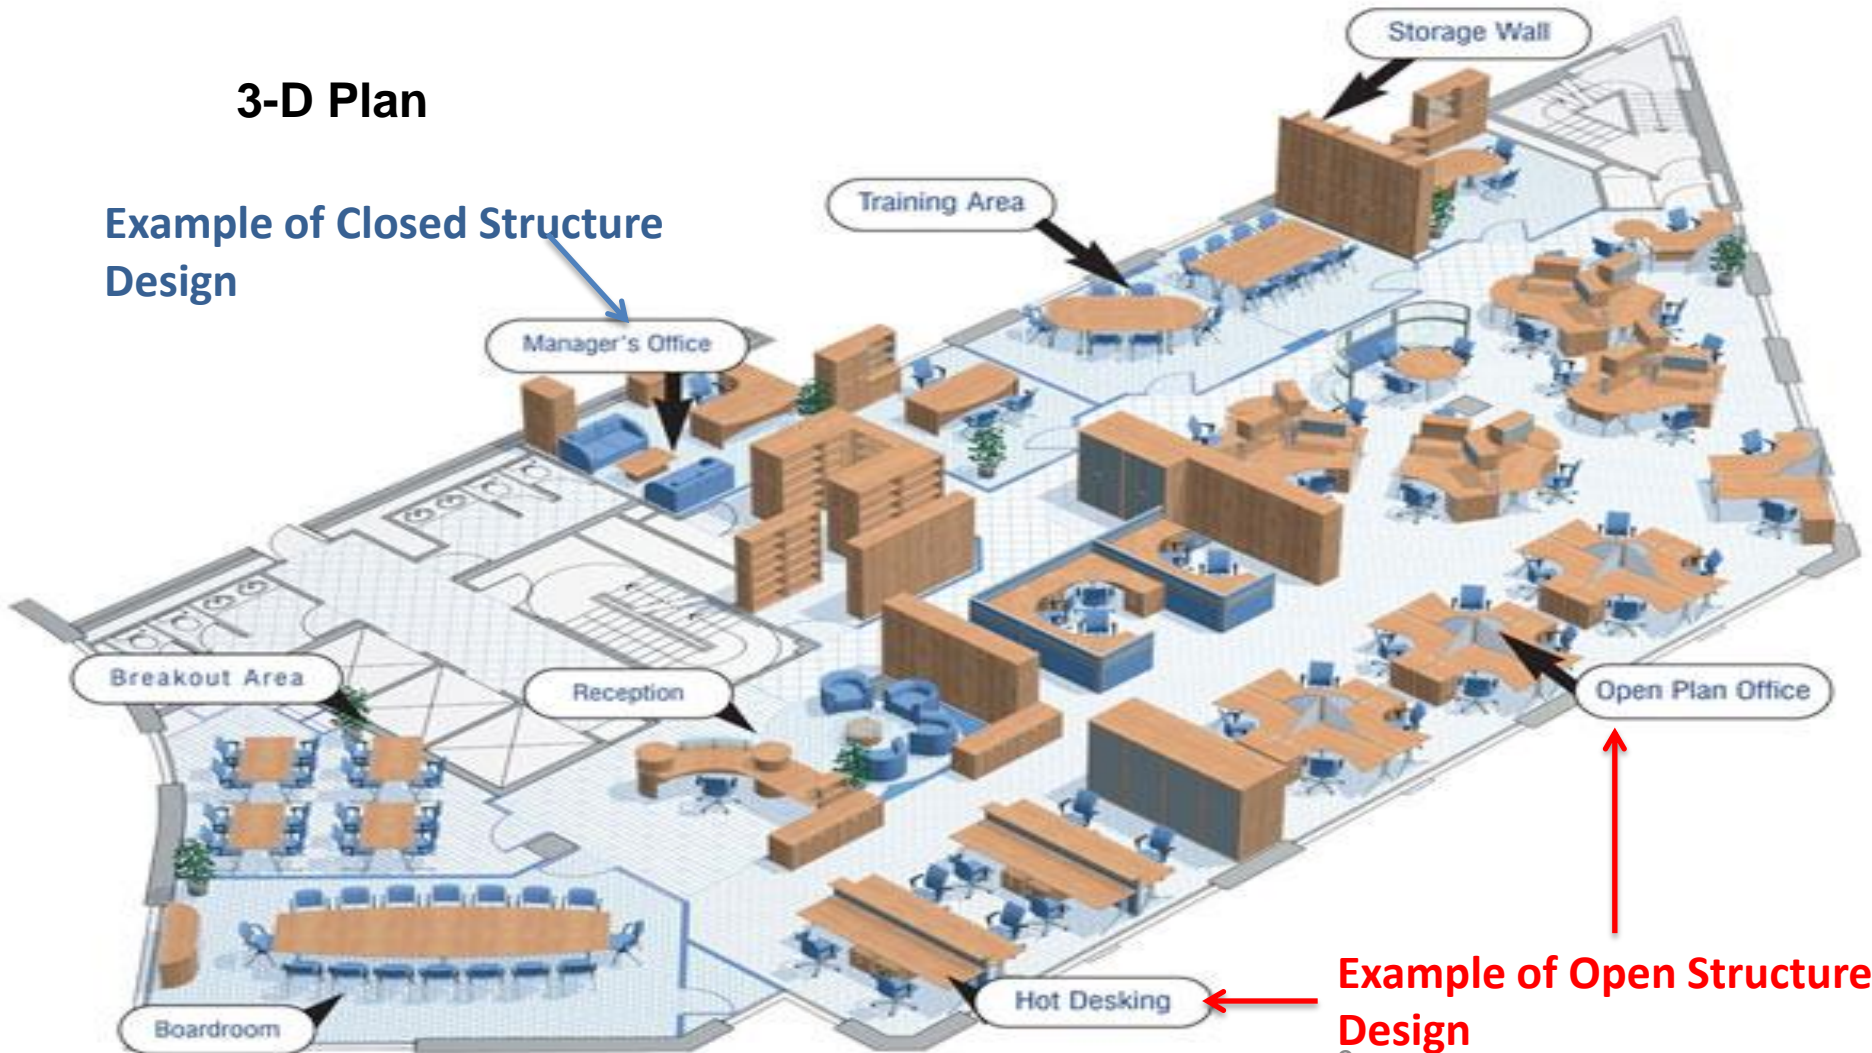 Storage Wall
3-D Plan
Training Area
Example of Closed Structure
Design
Manager's Office
Breakout Area
Reception
Open Plan Office
Example of Open Structure
Design
Hot Desking
Boardroom